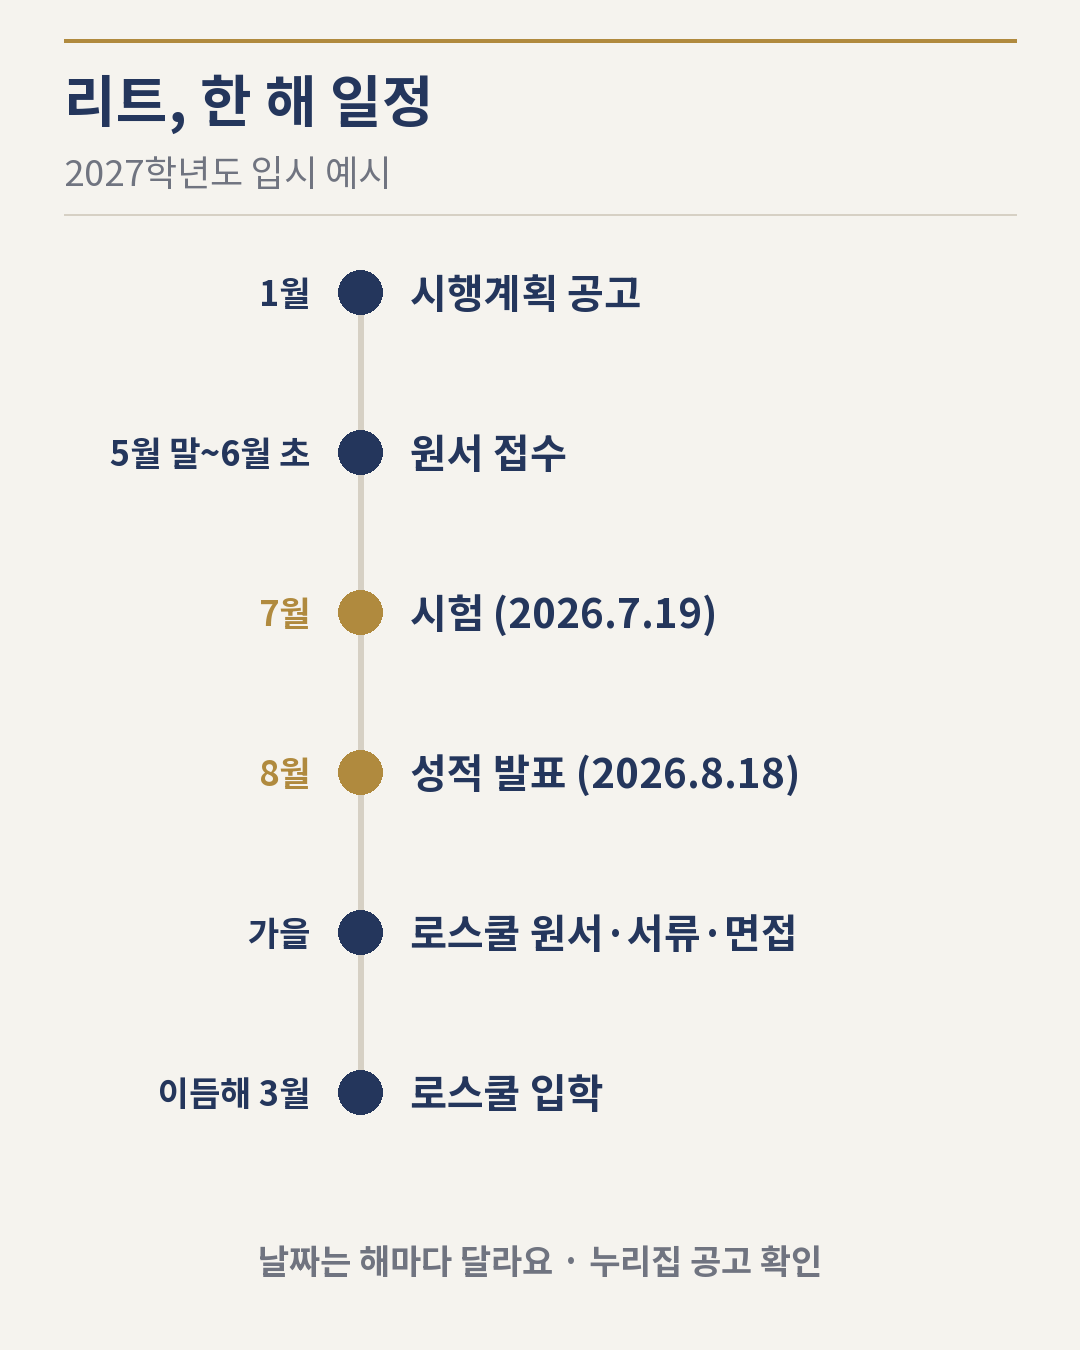 리트, 한 해 일정
2027학년도 입시 예시
1월 시행계획 공고
5월 말~6월 초 원서 접수
7월 시험 (2026.7.19)
8월 성적 발표 (2026.8.18)
가을 로스쿨 원서·서류·면접
이듬해 3월 로스쿨 입학
날짜는 해마다 달라요 · 누리집 공고 확인